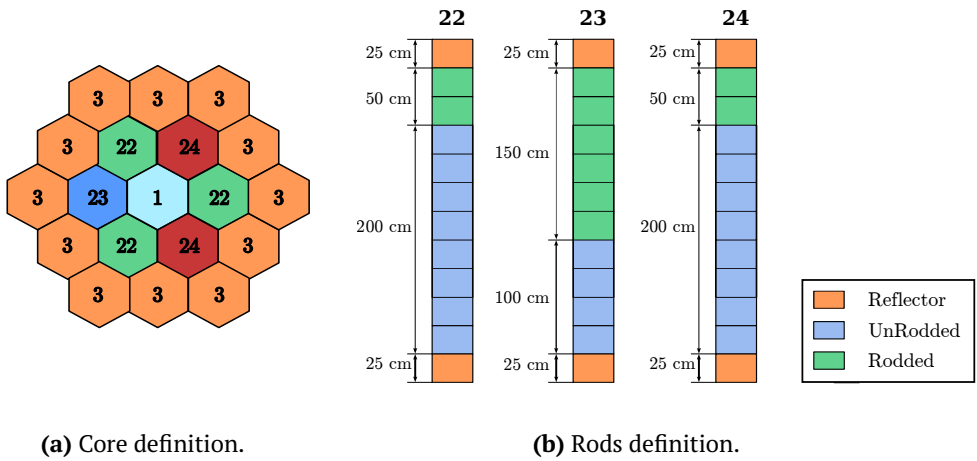 3 3 3
3 22 24 3
3 23 1 22 3
3 22 24 3
3 3 3
22 23 24
25 cm 25 cm 25 cm
50 cm 150 cm 50 cm
200 cm 100 cm 200 cm
25 cm 25 cm 25 cm
Reflector
UnRodded
Rodded
(a) Core definition.
(b) Rods definition.